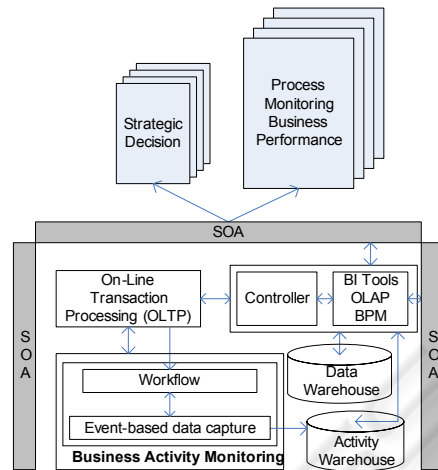 Process
Monitoring
Business
Performance
Strategic
Decision
SOA
On-Line
Transaction
Processing (OLTP)
Controller
BI Tools
OLAP
BPM
S
O
A
S
O
A
Workflow
Data
Warehouse
Event-based data capture
Activity
Warehouse
Business Activity Monitoring